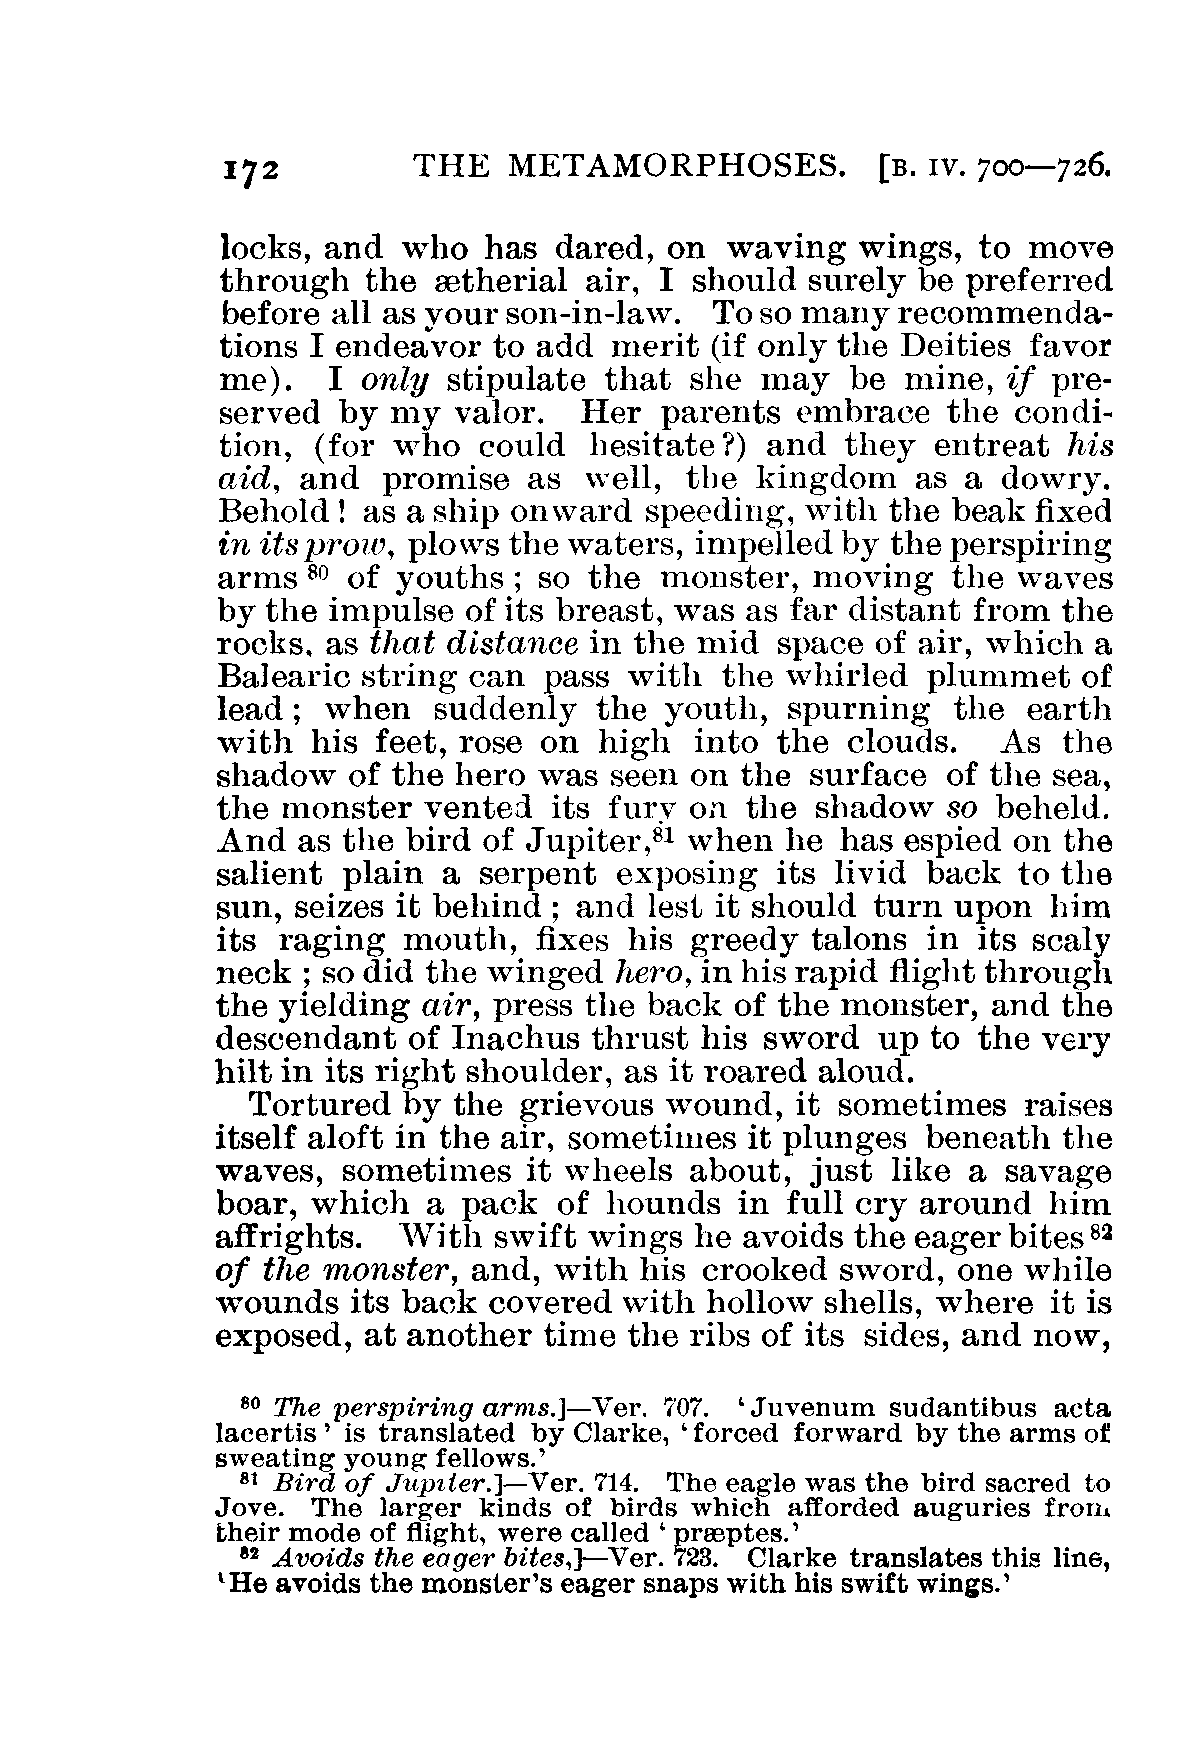 172 THE METAMORPHOSES. [B. IV. 700—726.
locks, and who has dared, on waving wings, to move
through the ætherial air, I should surely be preferred
before all as your son-in-law. To so many recommenda-
tions I endeavor to add merit (if only the Deities favor
me). I only stipulate that she may be mine, if pre-
served by my valor. Her parents embrace the condi-
tion, (for who could hesitate?) and they entreat his
aid, and promise as well, the kingdom as a dowry.
Behold! as a ship onward speeding, with the beak fixed
in its prow, plows the waters, impelled by the perspiring
arms 80 of youths; so the monster, moving the waves
by the impulse of its breast, was as far distant from the
rocks, as that distance in the mid space of air, which a
Balearic string can pass with the whirled plummet of
lead; when suddenly the youth, spurning the earth
with his feet, rose on high into the clouds. As the
shadow of the hero was seen on the surface of the sea,
the monster vented its fury on the shadow so beheld.
And as the bird of Jupiter,81 when he has espied on the
salient plain a serpent exposing its livid back to the
sun, seizes it behind; and lest it should turn upon him
its raging mouth, fixes his greedy talons in its scaly
neck; so did the winged hero, in his rapid flight through
the yielding air, press the back of the monster, and the
descendant of Inachus thrust his sword up to the very
hilt in its right shoulder, as it roared aloud.
Tortured by the grievous wound, it sometimes raises
itself aloft in the air, sometimes it plunges beneath the
waves, sometimes it wheels about, just like a savage
boar, which a pack of hounds in full cry around him
affrights. With swift wings he avoids the eager bites 82
of the monster, and, with his crooked sword, one while
wounds its back covered with hollow shells, where it is
exposed, at another time the ribs of its sides, and now,
80 The perspiring arms.]—Ver. 707. 'Juvenum sudantibus acta
lacertis' is translated by Clarke, 'forced forward by the arms of
sweating young fellows.'
81 Bird of Jupiter.]—Ver. 714. The eagle was the bird sacred to
Jove. The larger kinds of birds which afforded auguries from
their mode of flight, were called 'præptes.'
82 Avoids the eager bites,]—Ver. 723. Clarke translates this line,
'He avoids the monster's eager snaps with his swift wings.'